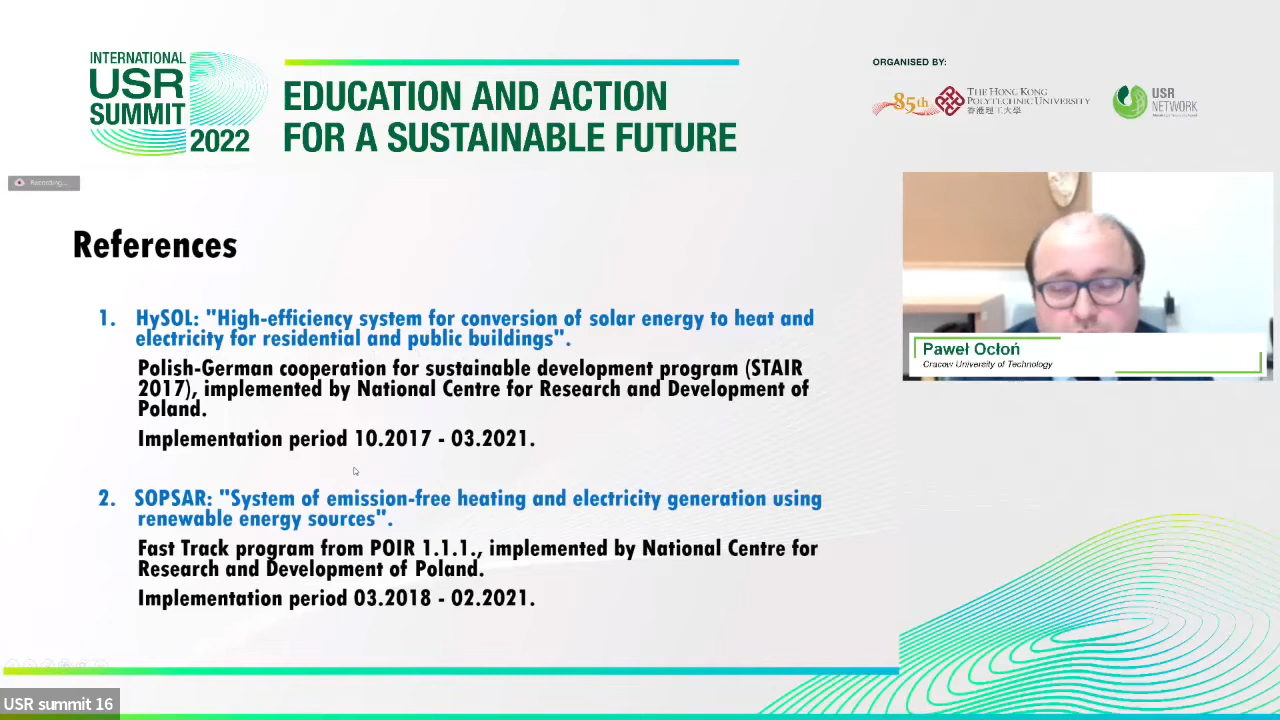 INTERNATIONAL
USR
SUMMIT
2022
EDUCATION AND ACTION
FOR A SUSTAINABLE FUTURE
ORGANISED BY:
85th
THE HONG KONG
POLYTECHNIC UNIVERSITY
香港理工大學
USR
NETWORK
Recording...
References
1. HySOL: "High-efficiency system for conversion of solar energy to heat and
electricity for residential and public buildings".
Polish-German cooperation for sustainable development program (STAIR
2017), implemented by National Centre for Research and Development of
Poland.
Implementation period 10.2017 - 03.2021.
2. SOPSAR: "System of emission-free heating and electricity generation using
renewable energy sources".
Fast Track program from POIR 1.1.1., implemented by National Centre for
Research and Development of Poland.
Implementation period 03.2018 - 02.2021.
Paweł Ocłoń
Cracow University of Technology
USR summit 16